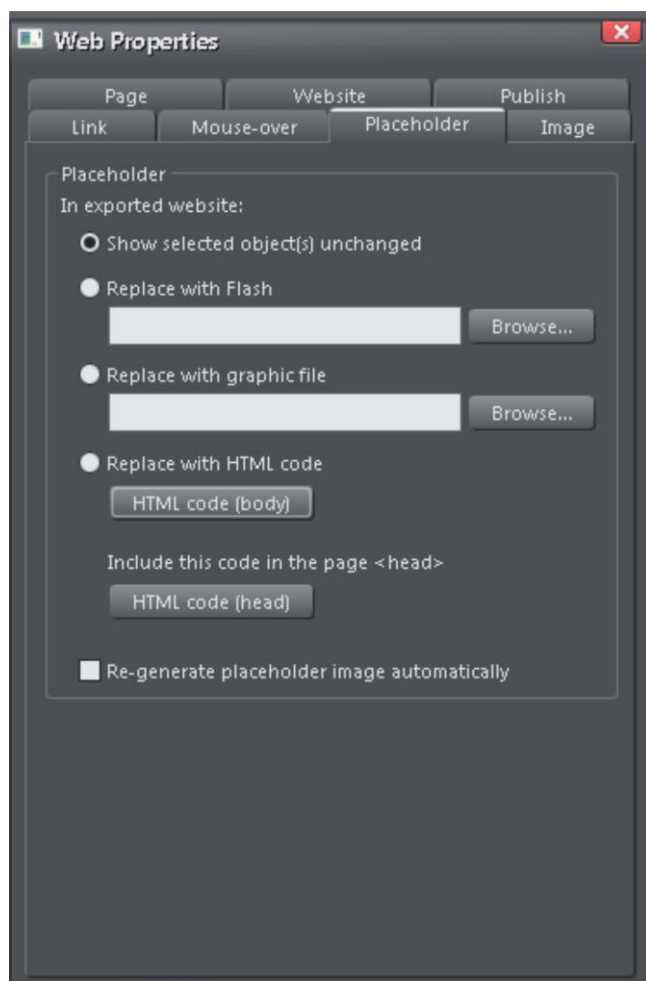 Web Properties
Page Website Publish
Link Mouse-over Placeholder Image
Placeholder
In exported website:
Show selected object(s) unchanged
Replace with Flash
Browse...
Replace with graphic file
Browse...
Replace with HTML code
HTML code (body)
Include this code in the page <head>
HTML code (head)
Re-generate placeholder image automatically